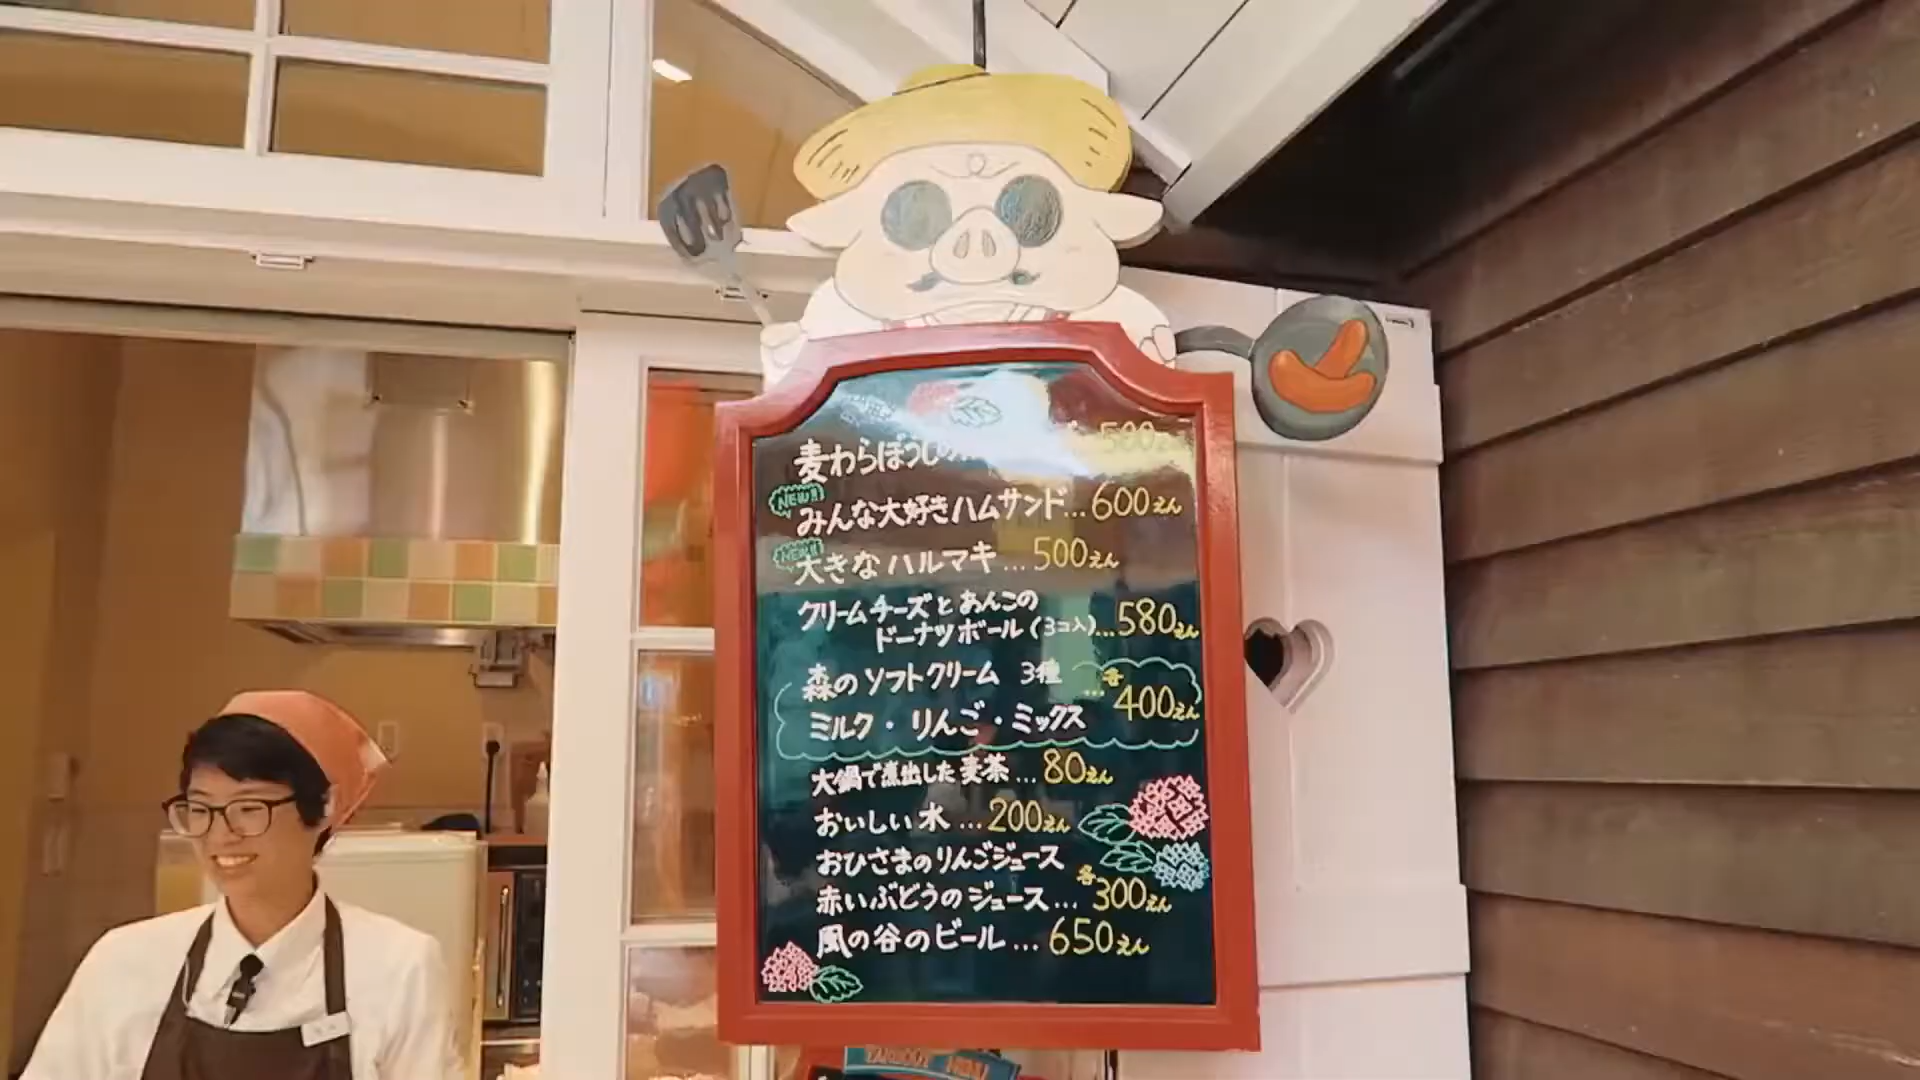 麦わらぼうしの 500えん
NEW!!
みんな大好きハムサンド...600えん
NEW!!
大きなハルマキ...500えん
クリームチーズとあんこの
ドーナツボール(3コ入)...580えん
森のソフトクリーム 3種
ミルク・りんご・ミックス ...各400えん
大鍋で煮出した麦茶...80えん
おいしい水...200えん
おひさまのりんごジュース
赤いぶどうのジュース...各300えん
風の谷のビール...650えん
TAKEOUT MENU